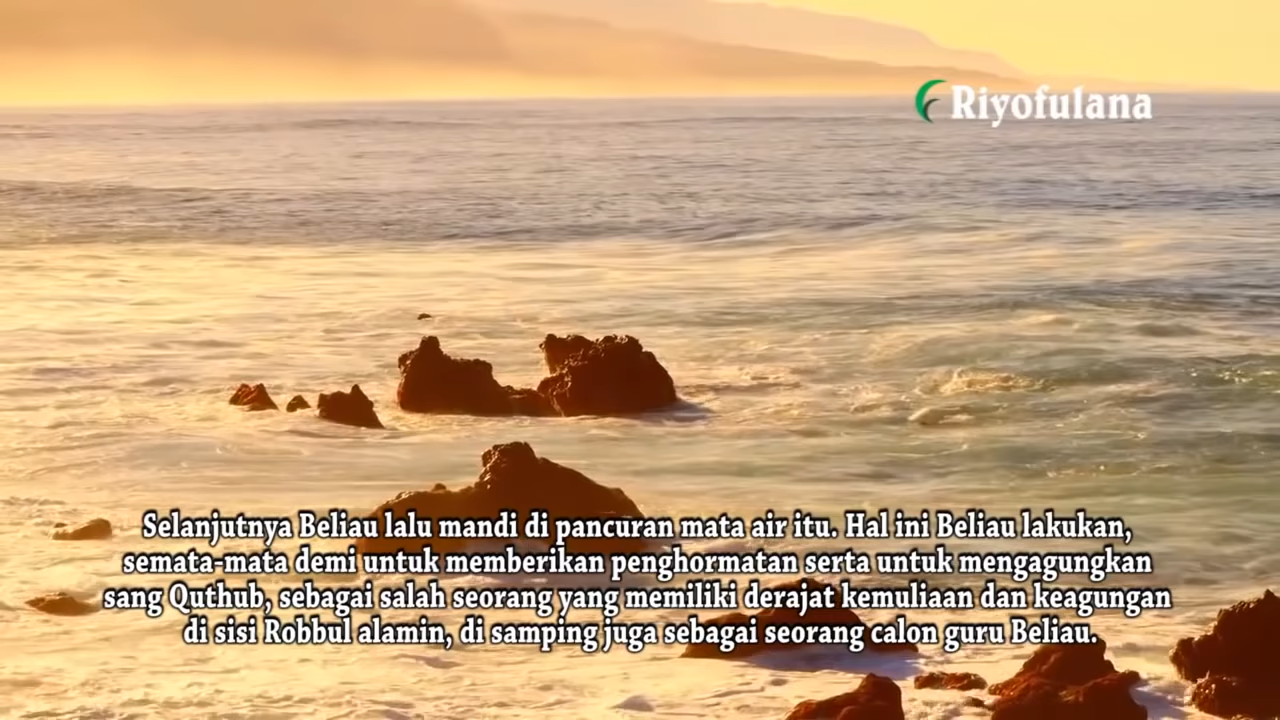 Riyofulana
Selanjutnya Beliau lalu mandi di pancuran mata air itu. Hal ini Beliau lakukan,
semata-mata demi untuk memberikan penghormatan serta untuk mengagungkan
sang Quthub, sebagai salah seorang yang memiliki derajat kemuliaan dan keagungan
di sisi Robbul alamin, di samping juga sebagai seorang calon guru Beliau.